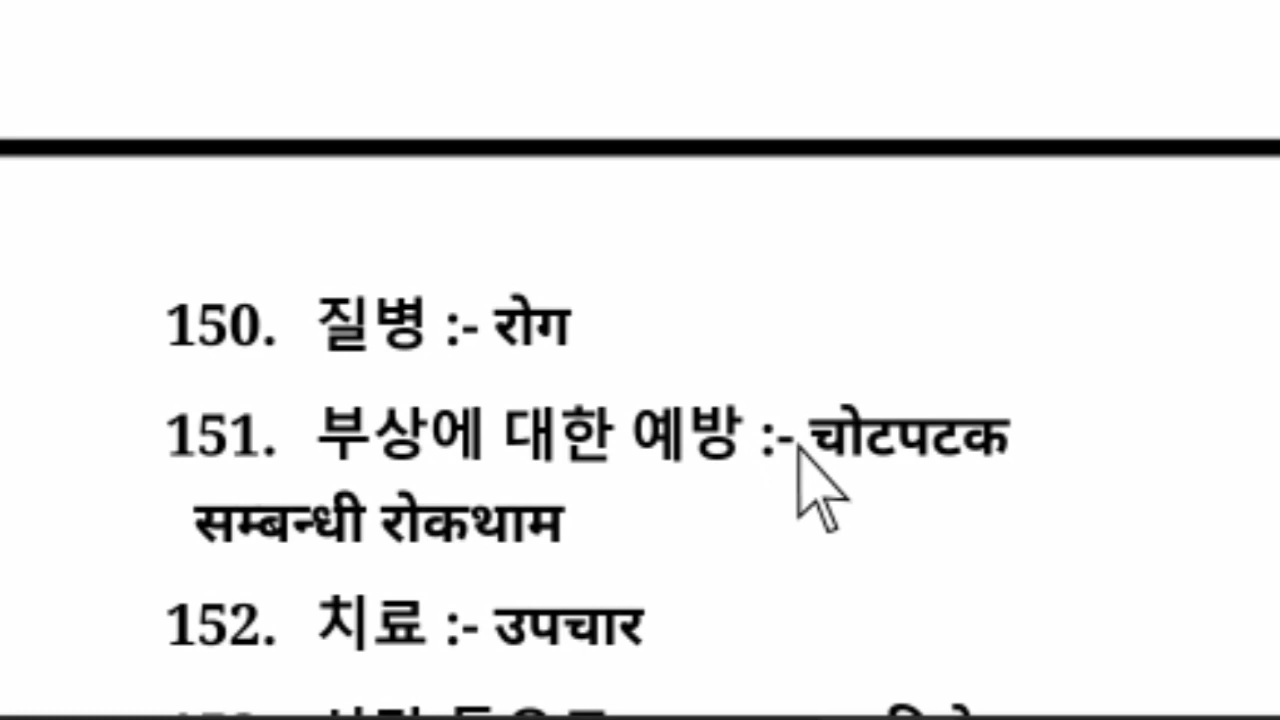 150. 질병 :- रोग
151. 부상에 대한 예방 :- चोटपटक
सम्बन्धी रोकथाम
152. 치료 :- उपचार